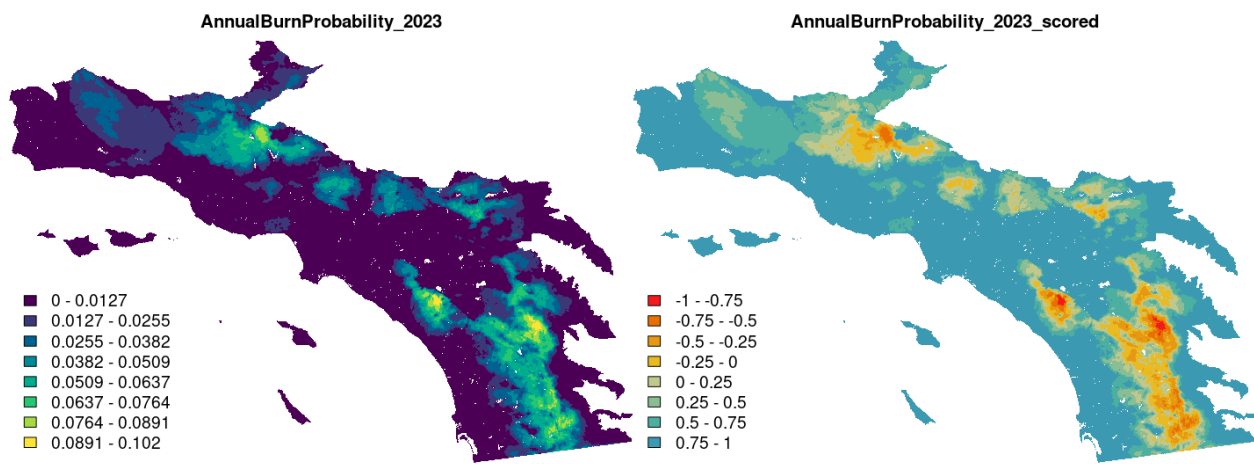 AnnualBurnProbability_2023
0 - 0.0127
0.0127 - 0.0255
0.0255 - 0.0382
0.0382 - 0.0509
0.0509 - 0.0637
0.0637 - 0.0764
0.0764 - 0.0891
0.0891 - 0.102
AnnualBurnProbability_2023_scored
-1 - -0.75
-0.75 - -0.5
-0.5 - -0.25
-0.25 - 0
0 - 0.25
0.25 - 0.5
0.5 - 0.75
0.75 - 1